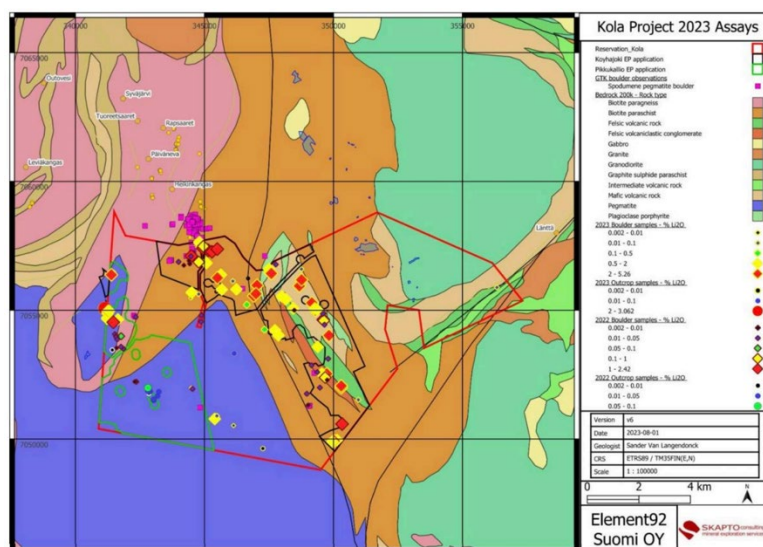 340000
345000
350000
355000
7065000
7060000
7055000
7050000
Outovesi
Syväjärvi
Tuoreetsaaret
Rapasaaret
Päiväneva
Leviäkangas
Heikinkangas
Länttä
Kola Project 2023 Assays
Reservation_Kola
Koyhajoki EP application
Pikkukallio EP application
GTK boulder observations
Spodumene pegmatite boulder
Bedrock 200k - Rock type
Biotite paragneiss
Biotite paraschist
Felsic volcanic rock
Felsic volcaniclastic conglomerate
Gabbro
Granite
Granodiorite
Graphite sulphide paraschist
Intermediate volcanic rock
Mafic volcanic rock
Pegmatite
Plagioclase porphyrite
2023 Boulder samples - % Li2O
0.002 - 0.01
0.01 - 0.1
0.1 - 0.5
0.5 - 2
2 - 5.26
2023 Outcrop samples - % Li2O
0.002 - 0.01
0.01 - 0.1
2 - 3.062
2022 Boulder samples - % Li2O
0.002 - 0.01
0.01 - 0.05
0.05 - 0.1
0.1 - 1
1 - 2.42
2022 Outcrop samples - % Li2O
0.002 - 0.01
0.01 - 0.05
0.05 - 0.1
Version v6
Date 2023-08-01
Geologist Sander Van Langendonck
CRS ETRS89 / TM35FIN(E,N)
Scale 1 : 100000
0 2 4 km
N
Element92
Suomi OY
SKAPTO consulting
mineral exploration services